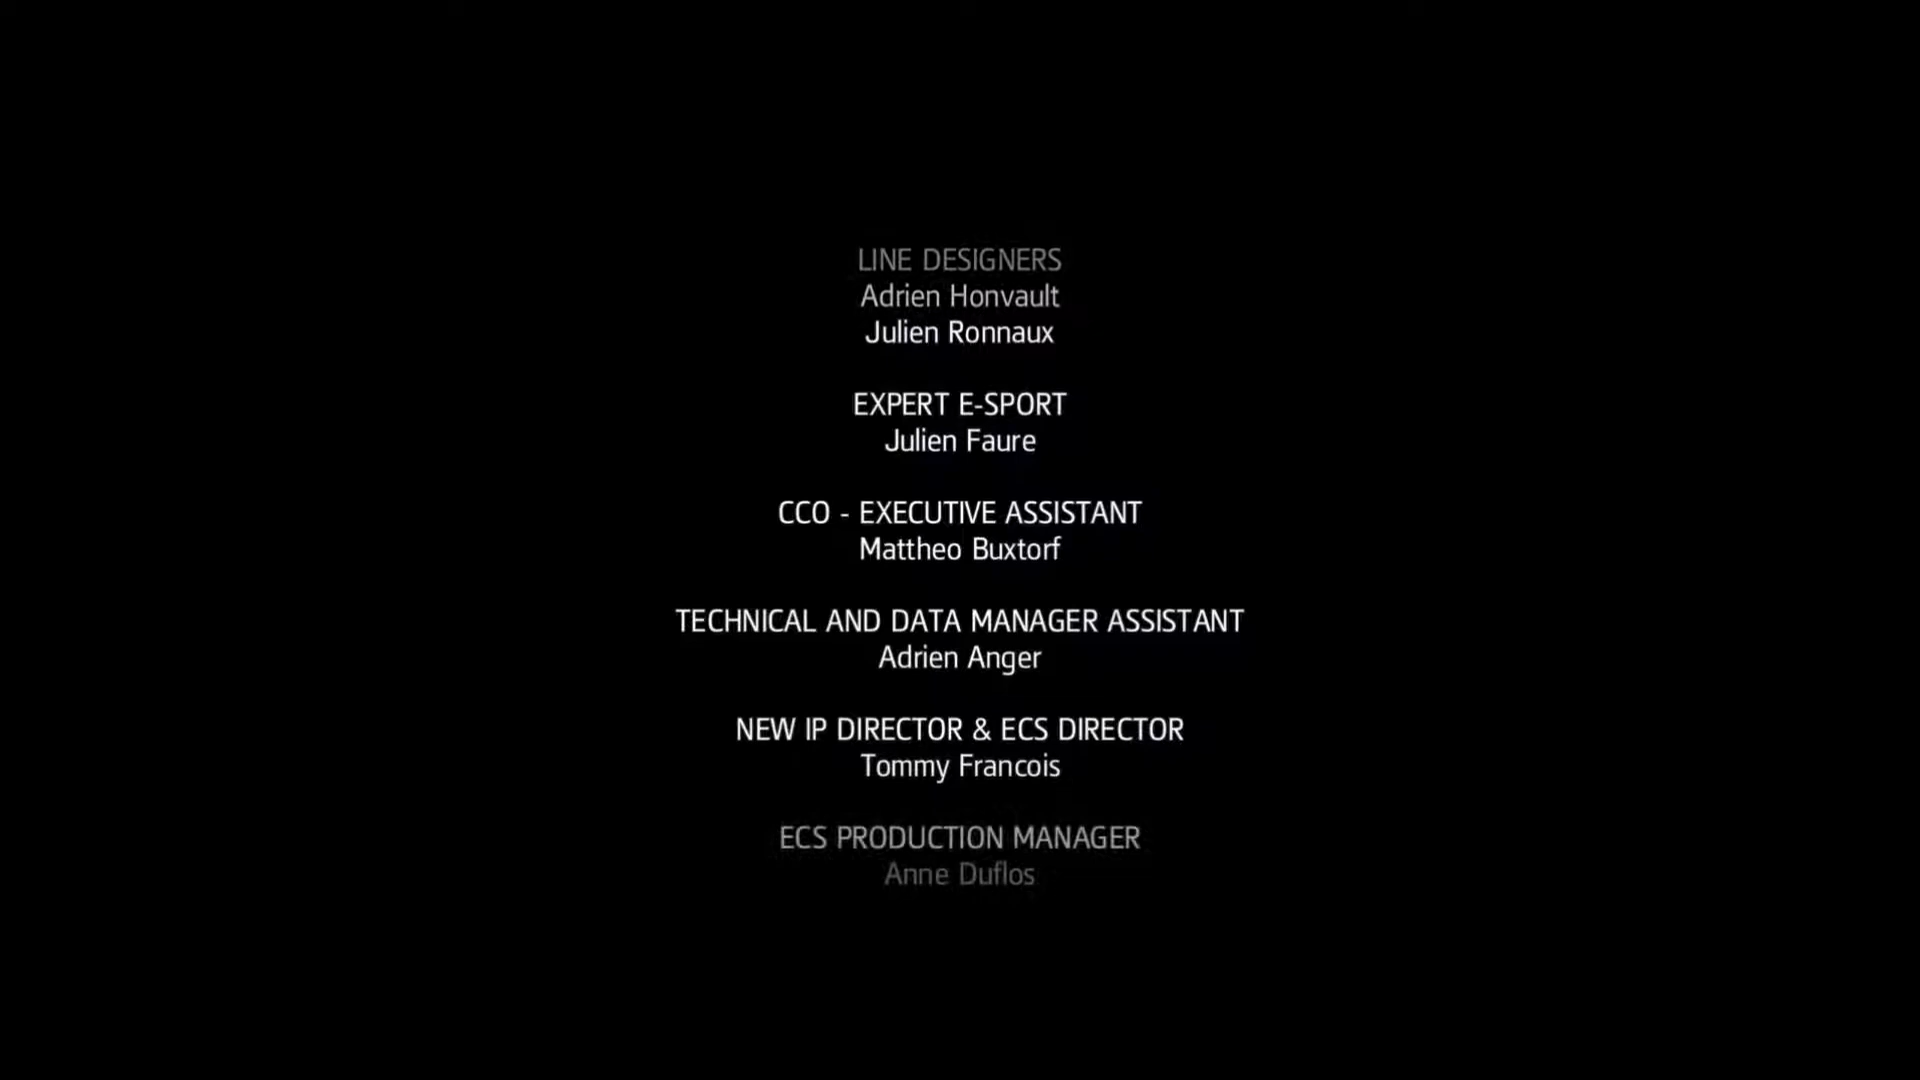 LINE DESIGNERS
Adrien Honvault
Julien Ronnaux
EXPERT E-SPORT
Julien Faure
CCO - EXECUTIVE ASSISTANT
Mattheo Buxtorf
TECHNICAL AND DATA MANAGER ASSISTANT
Adrien Anger
NEW IP DIRECTOR & ECS DIRECTOR
Tommy Francois
ECS PRODUCTION MANAGER
Anne Duflos